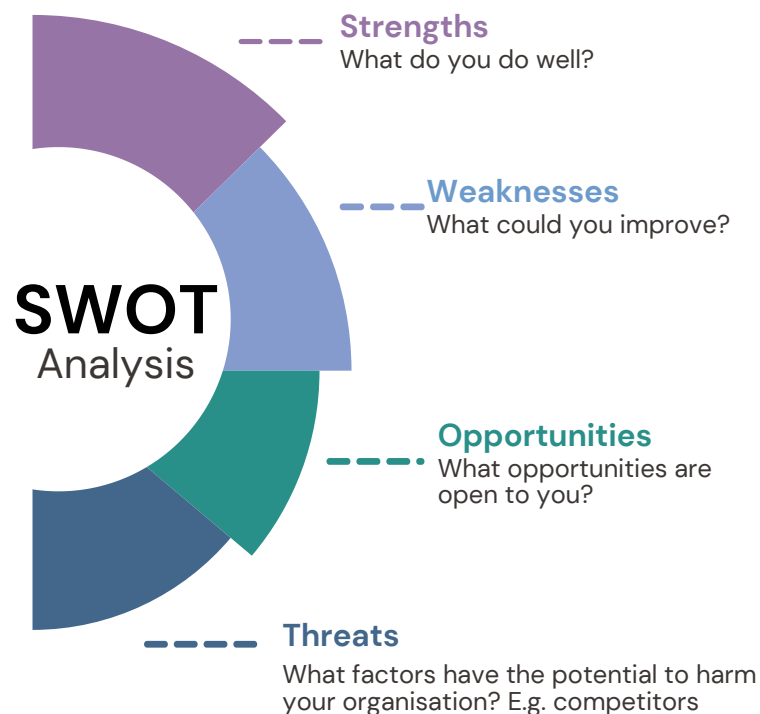 Strengths
What do you do well?
Weaknesses
What could you improve?
SWOT
Analysis
Opportunities
What opportunities are
open to you?
Threats
What factors have the potential to harm
your organisation? E.g. competitors